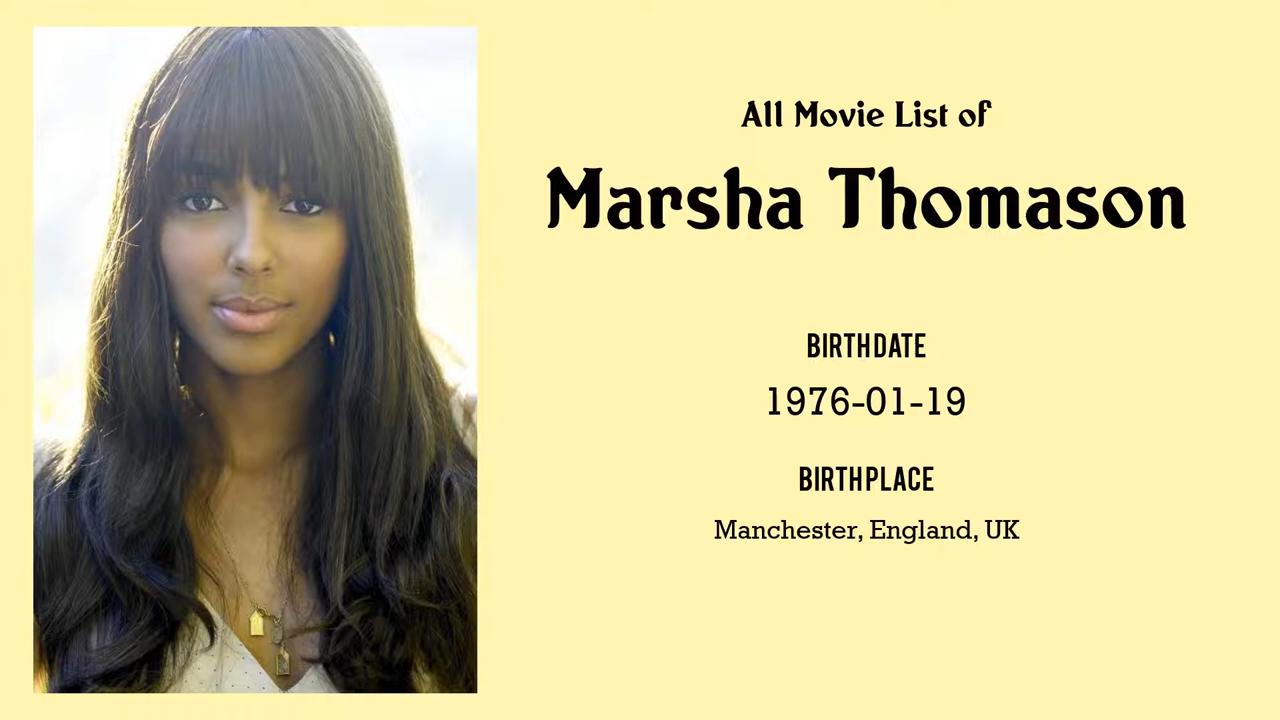 All Movie List of
Marsha Thomason
BIRTHDATE
1976-01-19
BIRTHPLACE
Manchester, England, UK